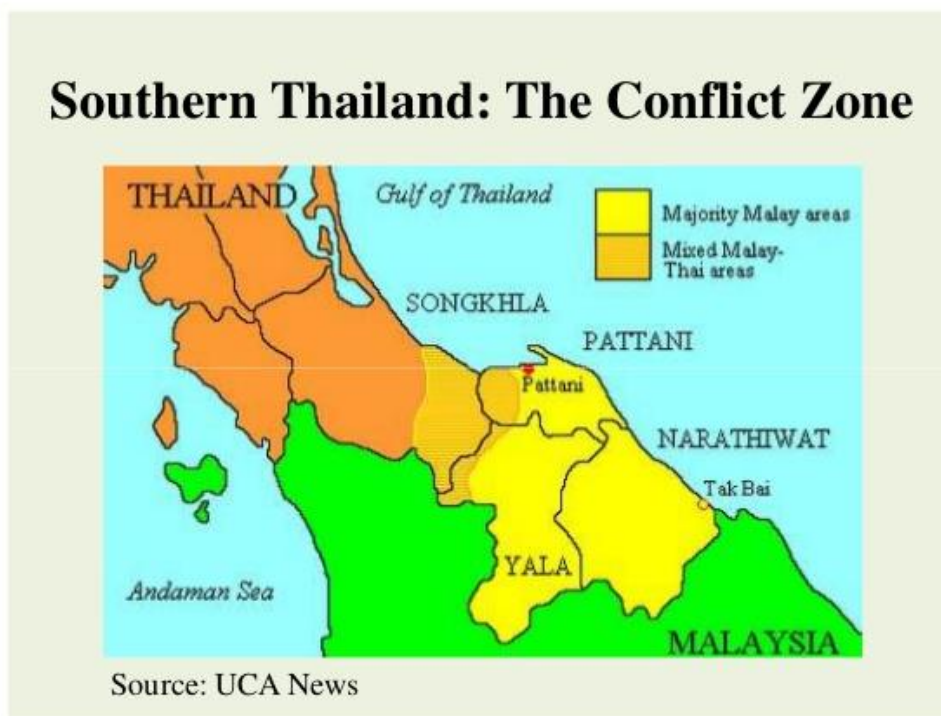 Southern Thailand: The Conflict Zone
THAILAND
Gulf of Thailand
Majority Malay areas
Mixed Malay-
Thai areas
SONGKHLA
PATTANI
Pattani
NARATHIWAT
Tak Bai
YALA
Andaman Sea
MALAYSIA
Source: UCA News